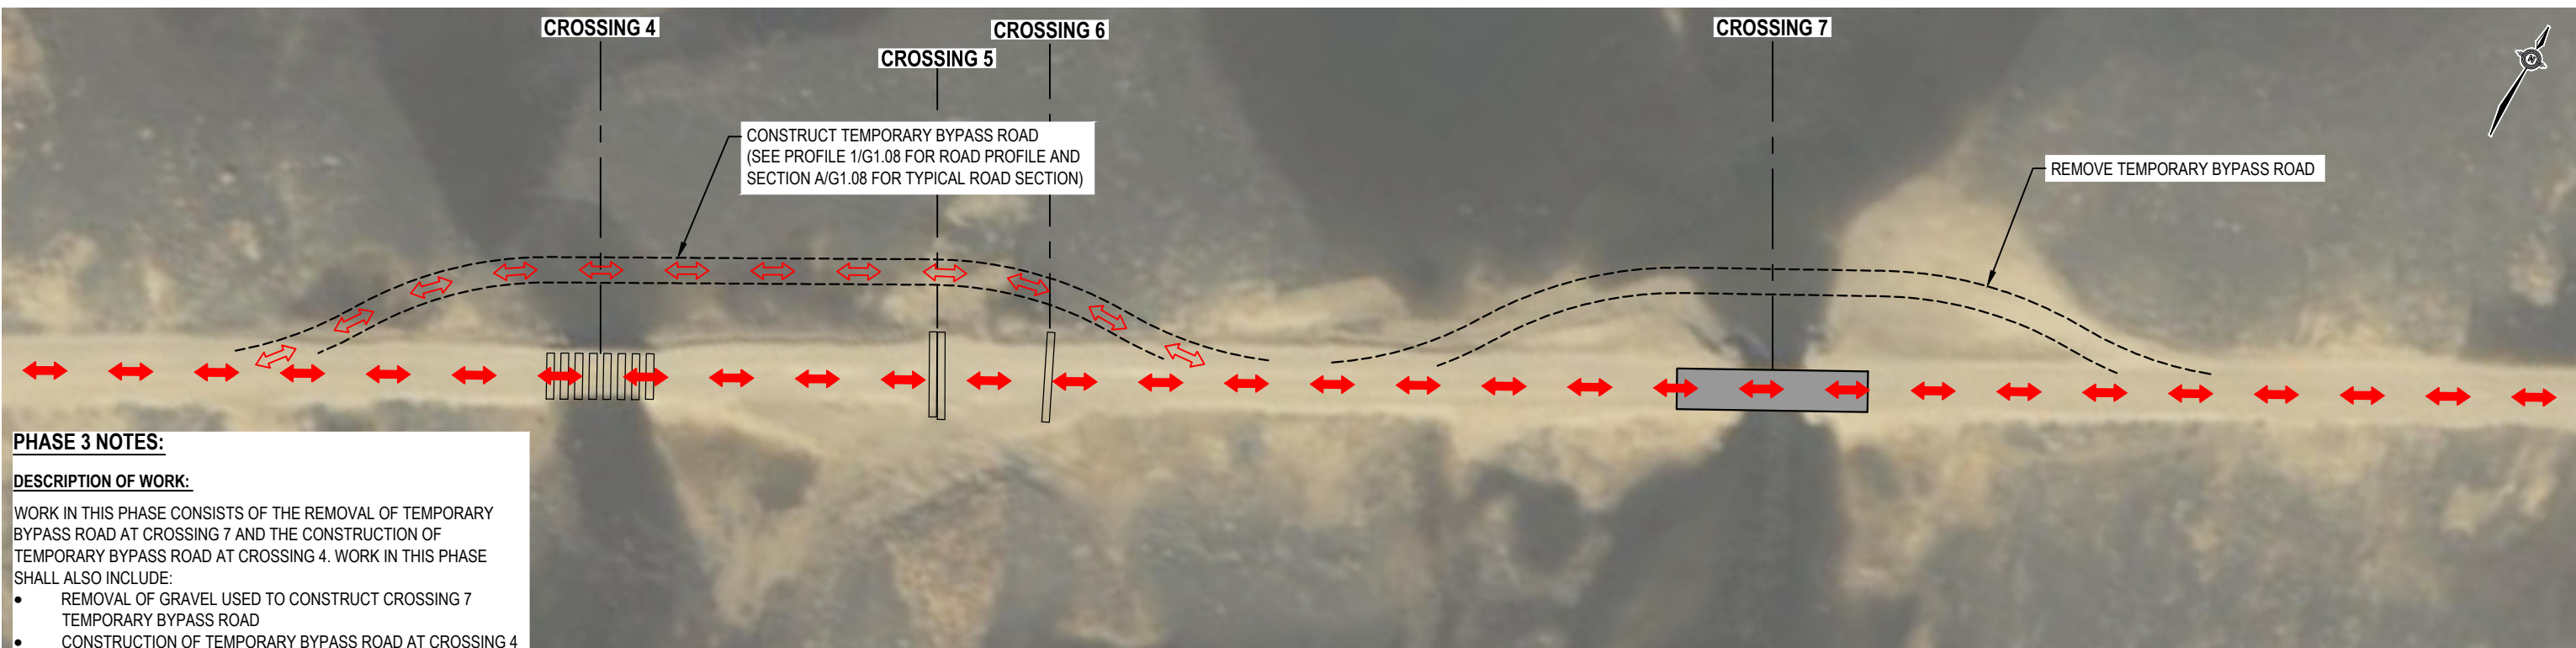 CROSSING 4
CROSSING 5
CROSSING 6
CROSSING 7
N
CONSTRUCT TEMPORARY BYPASS ROAD
(SEE PROFILE 1/G1.08 FOR ROAD PROFILE AND
SECTION A/G1.08 FOR TYPICAL ROAD SECTION)
REMOVE TEMPORARY BYPASS ROAD
PHASE 3 NOTES:
DESCRIPTION OF WORK:
WORK IN THIS PHASE CONSISTS OF THE REMOVAL OF TEMPORARY
BYPASS ROAD AT CROSSING 7 AND THE CONSTRUCTION OF
TEMPORARY BYPASS ROAD AT CROSSING 4. WORK IN THIS PHASE
SHALL ALSO INCLUDE:
• REMOVAL OF GRAVEL USED TO CONSTRUCT CROSSING 7
TEMPORARY BYPASS ROAD
• CONSTRUCTION OF TEMPORARY BYPASS ROAD AT CROSSING 4